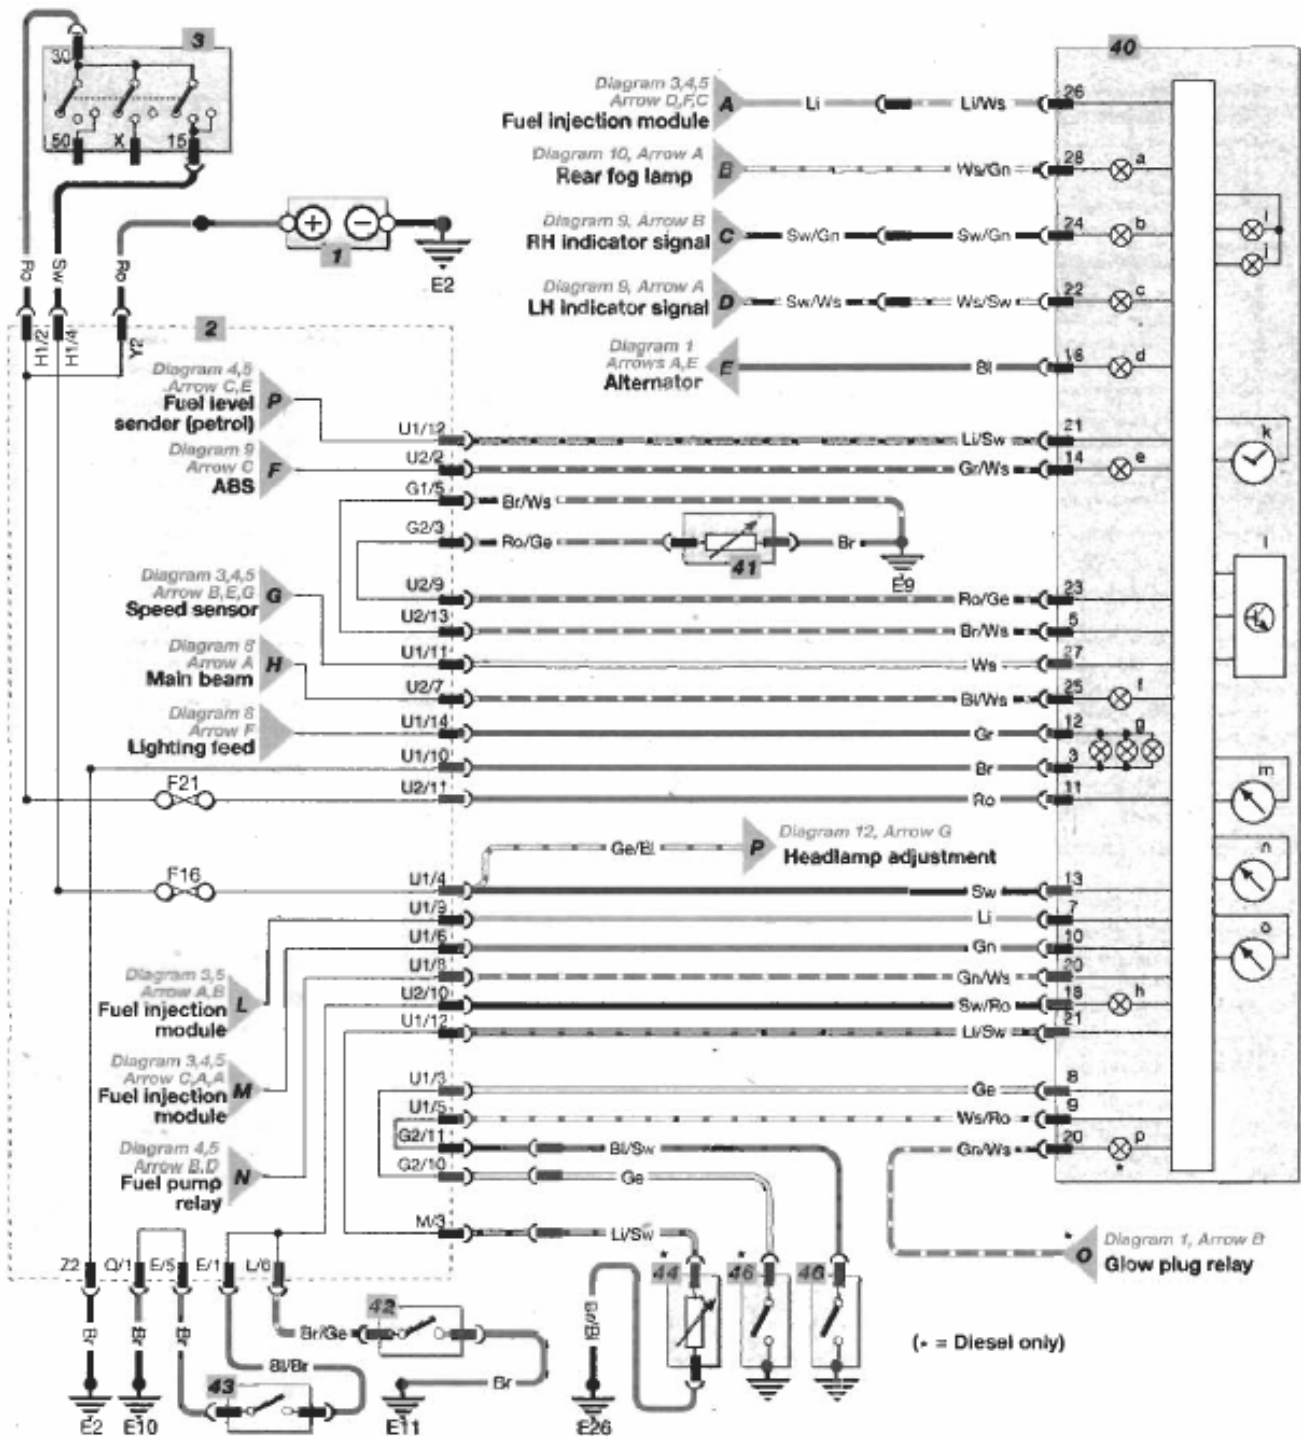 3
30
50
X
15
Ro
Sw
Ro
1
E2
H1/2
H1/4
2
40
Diagram 3,4,5
Arrow D,F,C
Fuel injection module
A
Li
Li/Ws
26
Diagram 10, Arrow A
Rear fog lamp
B
Ws/Gn
28
a
Diagram 9, Arrow B
RH indicator signal
C
Sw/Gn
Sw/Gn
24
b
Diagram 9, Arrow A
LH indicator signal
D
Sw/Ws
Ws/Sw
22
c
Diagram 1
Arrows A,E
Alternator
E
Bl
16
d
i
j
Diagram 4,5
Arrow C,E
Fuel level
sender (petrol)
P
U1/12
Li/Sw
21
Diagram 9
Arrow C
ABS
F
U2/2
Gr/Ws
14
e
k
G1/5
Br/Ws
G2/3
Ro/Ge
41
Br
E9
l
U2/9
Ro/Ge
23
U2/13
Br/Ws
5
Diagram 3,4,5
Arrow B,E,G
Speed sensor
G
U1/11
Ws
27
Diagram 8
Arrow A
Main beam
H
U2/7
Bl/Ws
25
f
Diagram 8
Arrow F
Lighting feed
U1/14
Gr
12
g
U1/10
Br
3
F21
U2/11
Ro
11
m
Ge/Bl
P
Diagram 12, Arrow G
Headlamp adjustment
F16
U1/4
Sw
13
n
U1/9
Li
7
U1/6
Gn
10
o
U1/8
Gn/Ws
20
U2/10
Sw/Ro
18
h
U1/12
Li/Sw
21
Diagram 3,5
Arrow A,B
Fuel injection
module
L
Diagram 3,4,5
Arrow C,A,A
Fuel injection
module
M
Diagram 4,5
Arrow B,D
Fuel pump
relay
N
U1/3
Ge
8
U1/5
Ws/Ro
9
G2/11
Bl/Sw
Gn/Ws
20
p
*
G2/10
Ge
M/3
Li/Sw
*
O
Diagram 1, Arrow B
Glow plug relay
Z2
Q/1
E/5
E/1
L/6
* 44
* 46
46
Br
Br
Br
Br/Ge
42
Bl/Br
43
Br
E2
E10
E11
E26
(* = Diesel only)